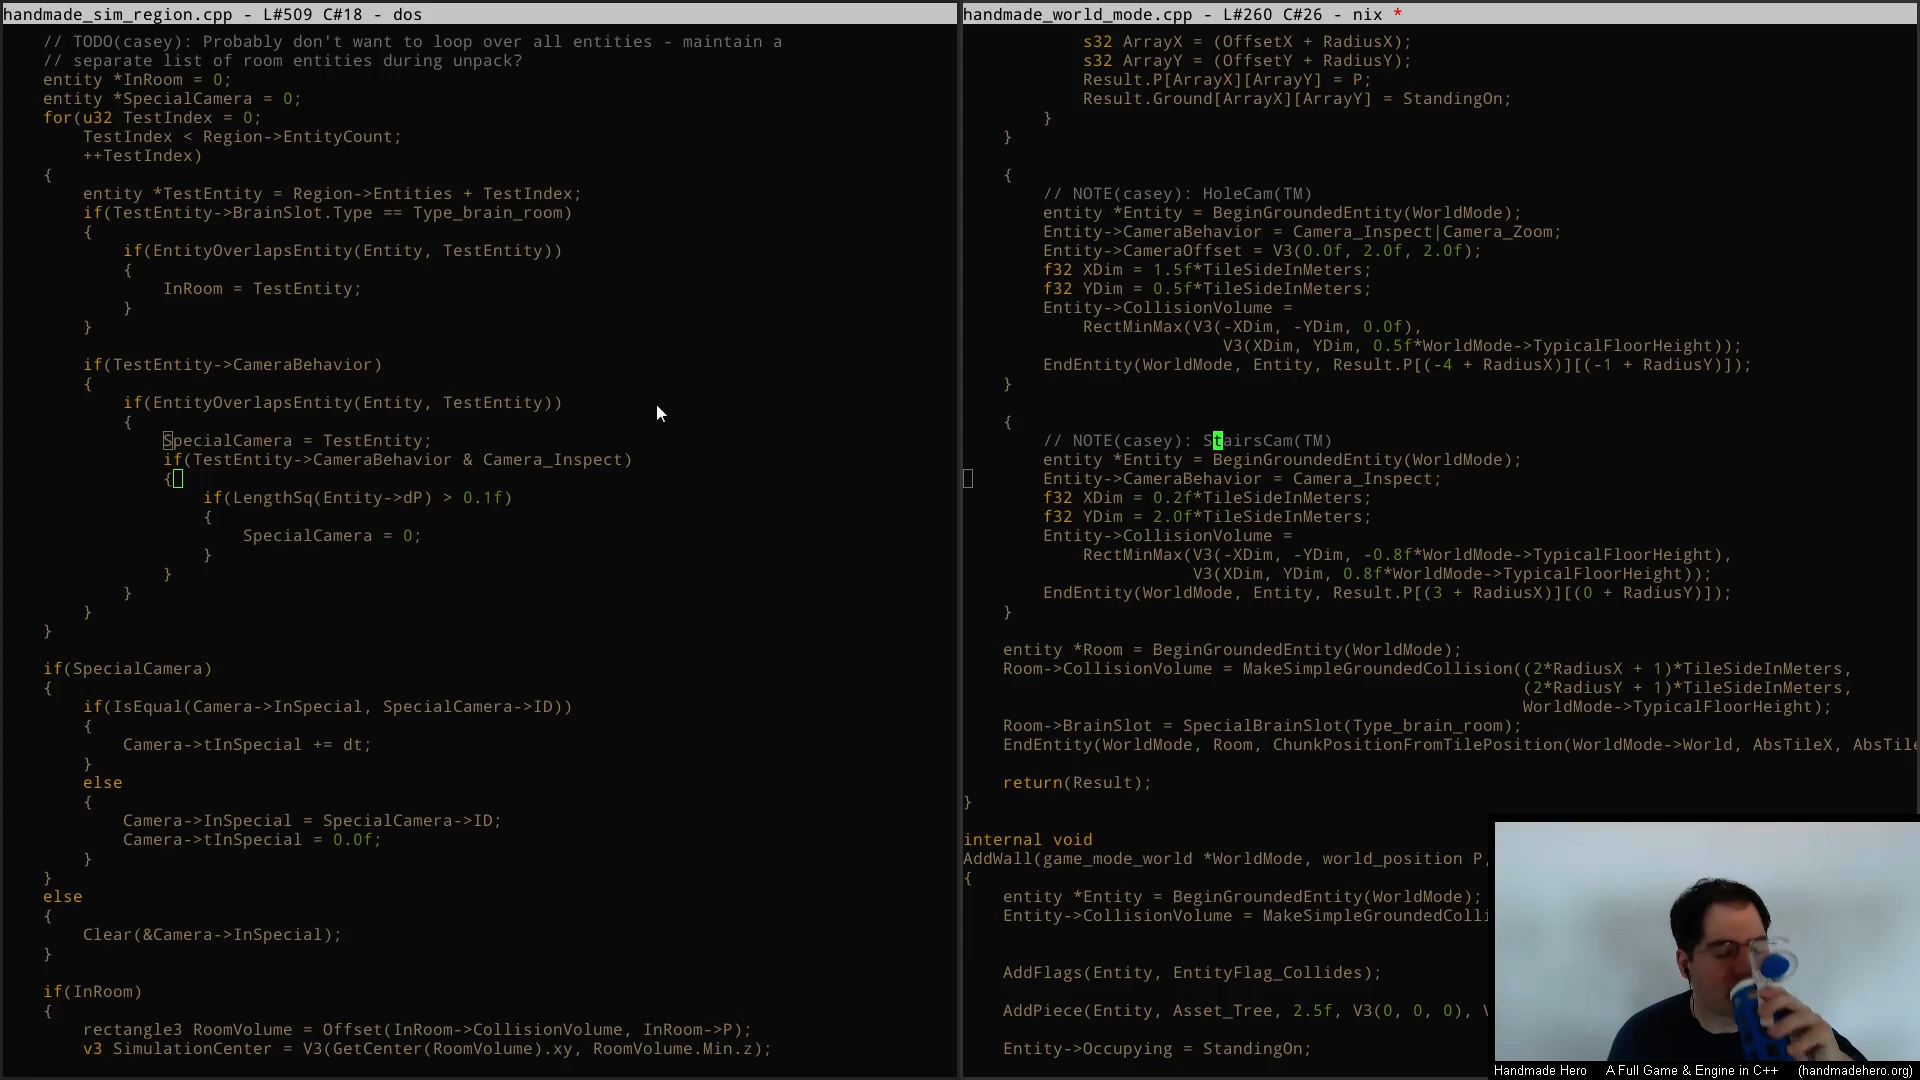 handmade_sim_region.cpp - L#509 C#18 - dos
// TODO(casey): Probably don't want to loop over all entities - maintain a
// separate list of room entities during unpack?
entity *InRoom = 0;
entity *SpecialCamera = 0;
for(u32 TestIndex = 0;
TestIndex < Region->EntityCount;
++TestIndex)
{
entity *TestEntity = Region->Entities + TestIndex;
if(TestEntity->BrainSlot.Type == Type_brain_room)
{
if(EntityOverlapsEntity(Entity, TestEntity))
{
InRoom = TestEntity;
}
}
if(TestEntity->CameraBehavior)
{
if(EntityOverlapsEntity(Entity, TestEntity))
{
SpecialCamera = TestEntity;
if(TestEntity->CameraBehavior & Camera_Inspect)
{
if(LengthSq(Entity->dP) > 0.1f)
{
SpecialCamera = 0;
}
}
}
}
}
if(SpecialCamera)
{
if(IsEqual(Camera->InSpecial, SpecialCamera->ID))
{
Camera->tInSpecial += dt;
}
else
{
Camera->InSpecial = SpecialCamera->ID;
Camera->tInSpecial = 0.0f;
}
}
else
{
Clear(&Camera->InSpecial);
}
if(InRoom)
{
rectangle3 RoomVolume = Offset(InRoom->CollisionVolume, InRoom->P);
v3 SimulationCenter = V3(GetCenter(RoomVolume).xy, RoomVolume.Min.z);
handmade_world_mode.cpp - L#260 C#26 - nix *
s32 ArrayX = (OffsetX + RadiusX);
s32 ArrayY = (OffsetY + RadiusY);
Result.P[ArrayX][ArrayY] = P;
Result.Ground[ArrayX][ArrayY] = StandingOn;
}
}
{
// NOTE(casey): HoleCam(TM)
entity *Entity = BeginGroundedEntity(WorldMode);
Entity->CameraBehavior = Camera_Inspect|Camera_Zoom;
Entity->CameraOffset = V3(0.0f, 2.0f, 2.0f);
f32 XDim = 1.5f*TileSideInMeters;
f32 YDim = 0.5f*TileSideInMeters;
Entity->CollisionVolume =
RectMinMax(V3(-XDim, -YDim, 0.0f),
V3(XDim, YDim, 0.5f*WorldMode->TypicalFloorHeight));
EndEntity(WorldMode, Entity, Result.P[(-4 + RadiusX)][(-1 + RadiusY)]);
}
{
// NOTE(casey): StairsCam(TM)
entity *Entity = BeginGroundedEntity(WorldMode);
Entity->CameraBehavior = Camera_Inspect;
f32 XDim = 0.2f*TileSideInMeters;
f32 YDim = 2.0f*TileSideInMeters;
Entity->CollisionVolume =
RectMinMax(V3(-XDim, -YDim, -0.8f*WorldMode->TypicalFloorHeight),
V3(XDim, YDim, 0.8f*WorldMode->TypicalFloorHeight));
EndEntity(WorldMode, Entity, Result.P[(3 + RadiusX)][(0 + RadiusY)]);
}
entity *Room = BeginGroundedEntity(WorldMode);
Room->CollisionVolume = MakeSimpleGroundedCollision((2*RadiusX + 1)*TileSideInMeters,
(2*RadiusY + 1)*TileSideInMeters,
WorldMode->TypicalFloorHeight);
Room->BrainSlot = SpecialBrainSlot(Type_brain_room);
EndEntity(WorldMode, Room, ChunkPositionFromTilePosition(WorldMode->World, AbsTileX, AbsTile
return(Result);
}
internal void
AddWall(game_mode_world *WorldMode, world_position P,
{
entity *Entity = BeginGroundedEntity(WorldMode);
Entity->CollisionVolume = MakeSimpleGroundedColli
AddFlags(Entity, EntityFlag_Collides);
AddPiece(Entity, Asset_Tree, 2.5f, V3(0, 0, 0),
Entity->Occupying = StandingOn;
Handmade Hero A Full Game & Engine in C++ (handmadehero.org)